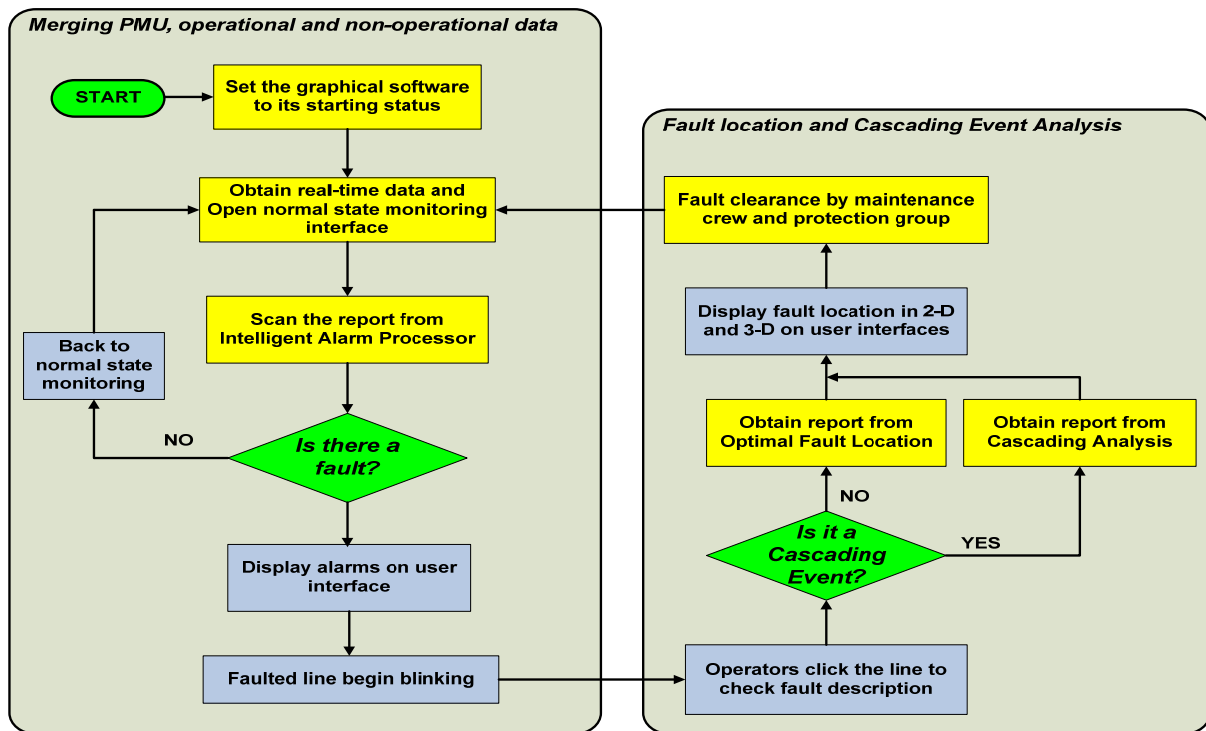 Merging PMU, operational and non-operational data
START
Set the graphical software
to its starting status
Obtain real-time data and
Open normal state monitoring
interface
Scan the report from
Intelligent Alarm Processor
Back to
normal state
monitoring
NO
Is there a
fault?
Display alarms on user
interface
Faulted line begin blinking
Fault location and Cascading Event Analysis
Fault clearance by maintenance
crew and protection group
Display fault location in 2-D
and 3-D on user interfaces
Obtain report from
Optimal Fault Location
Obtain report from
Cascading Analysis
NO
Is it a
Cascading
Event?
YES
Operators click the line to
check fault description